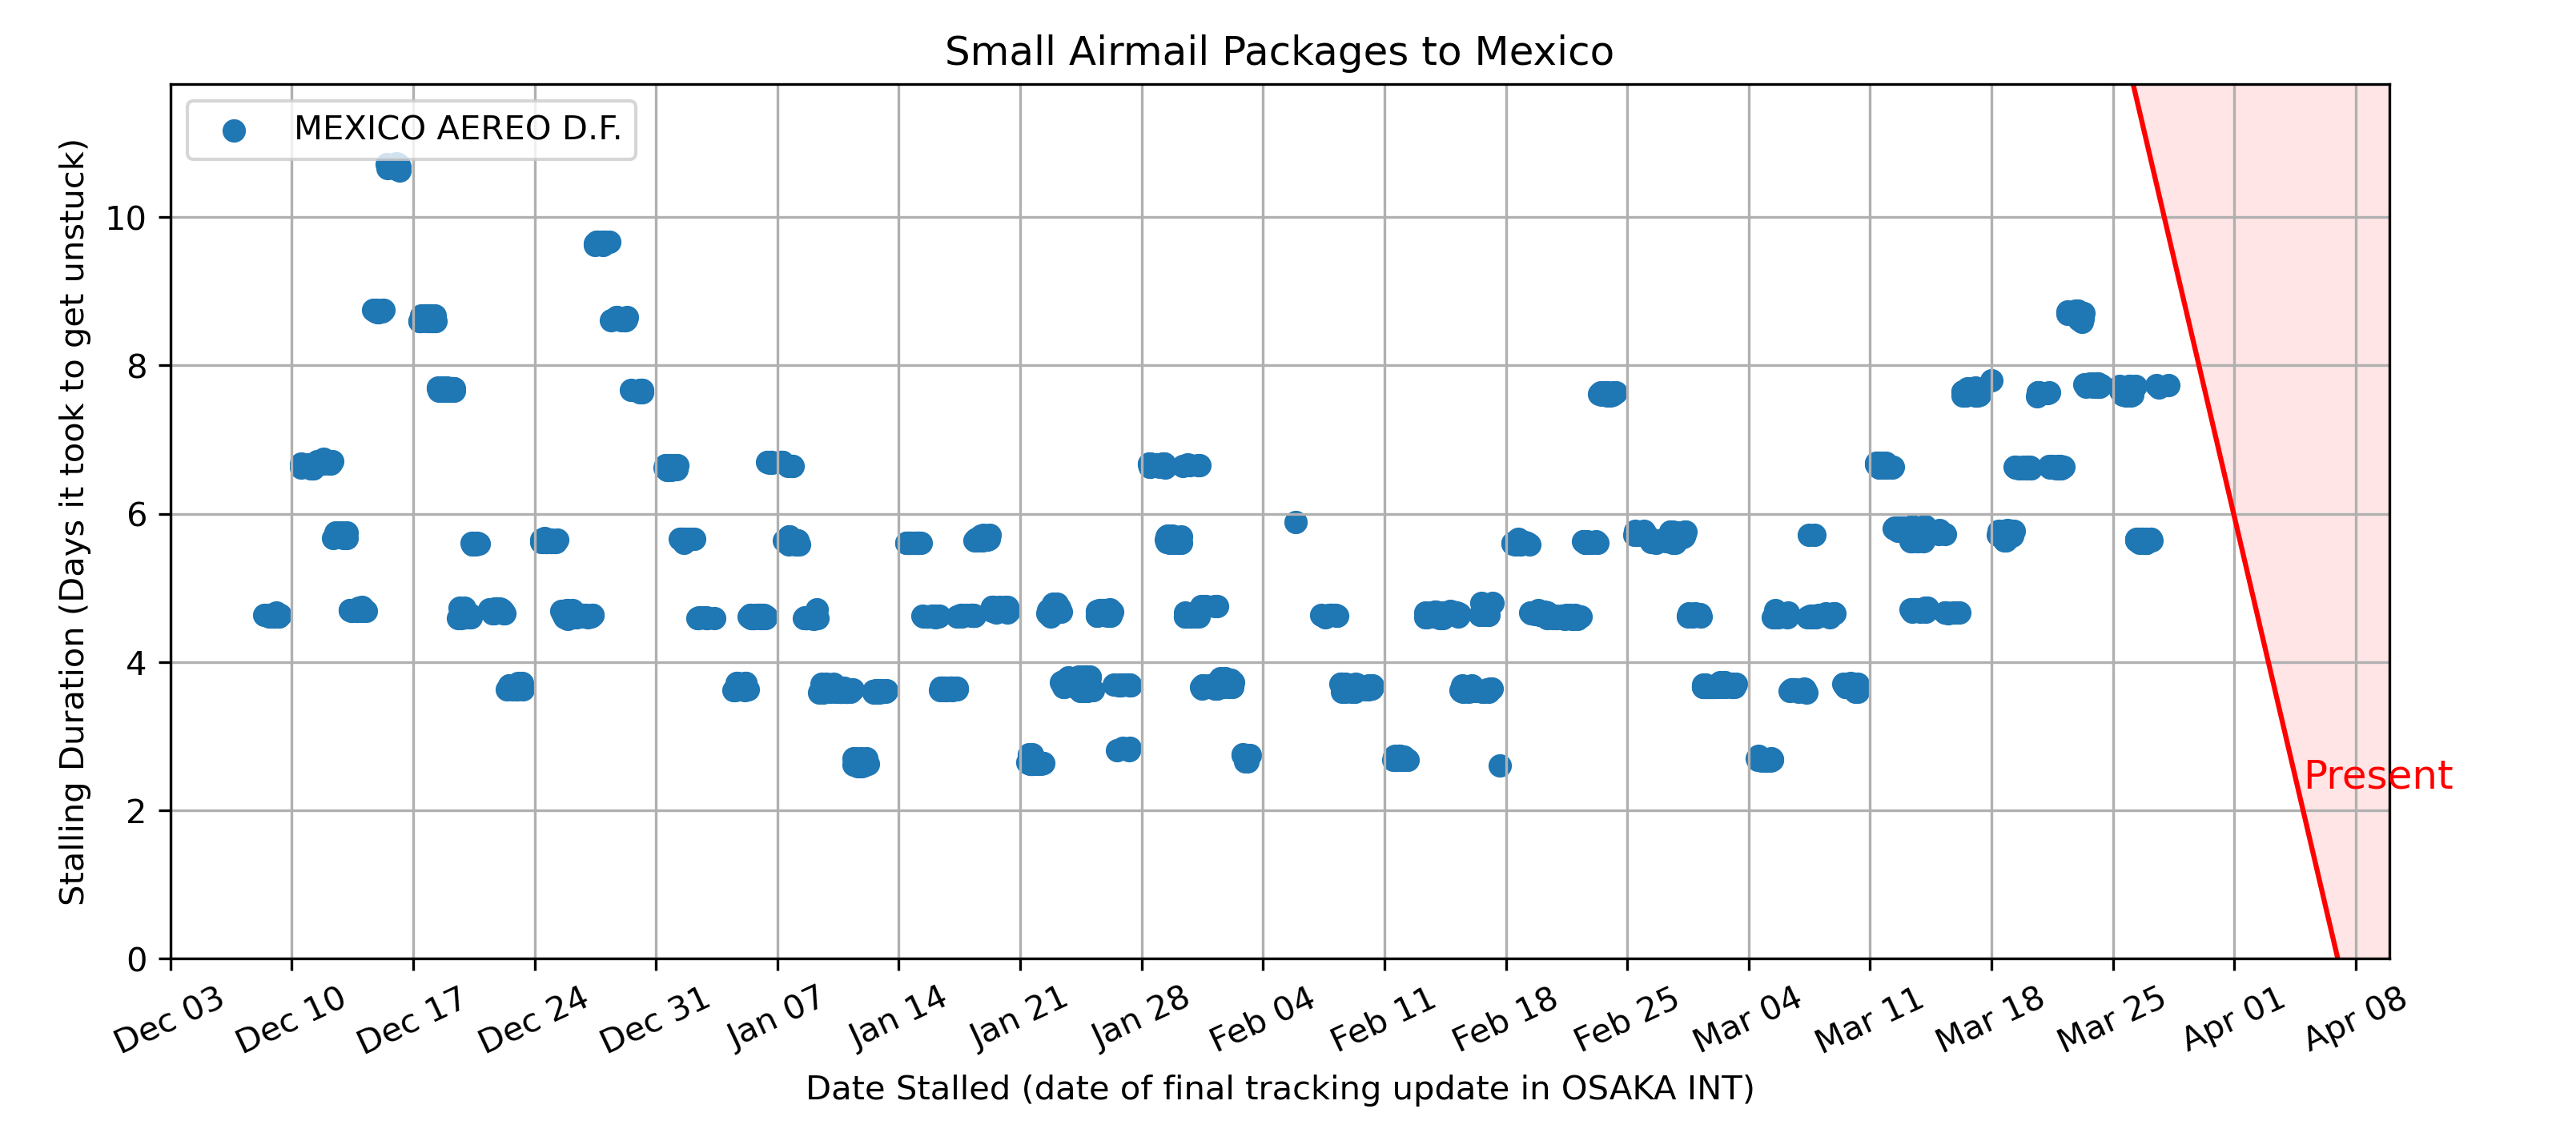 Small Airmail Packages to Mexico
MEXICO AEREO D.F.
Stalling Duration (Days it took to get unstuck)
10
8
6
4
2
0
Present
Dec 03
Dec 10
Dec 17
Dec 24
Dec 31
Jan 07
Jan 14
Jan 21
Jan 28
Feb 04
Feb 11
Feb 18
Feb 25
Mar 04
Mar 11
Mar 18
Mar 25
Apr 01
Apr 08
Date Stalled (date of final tracking update in OSAKA INT)